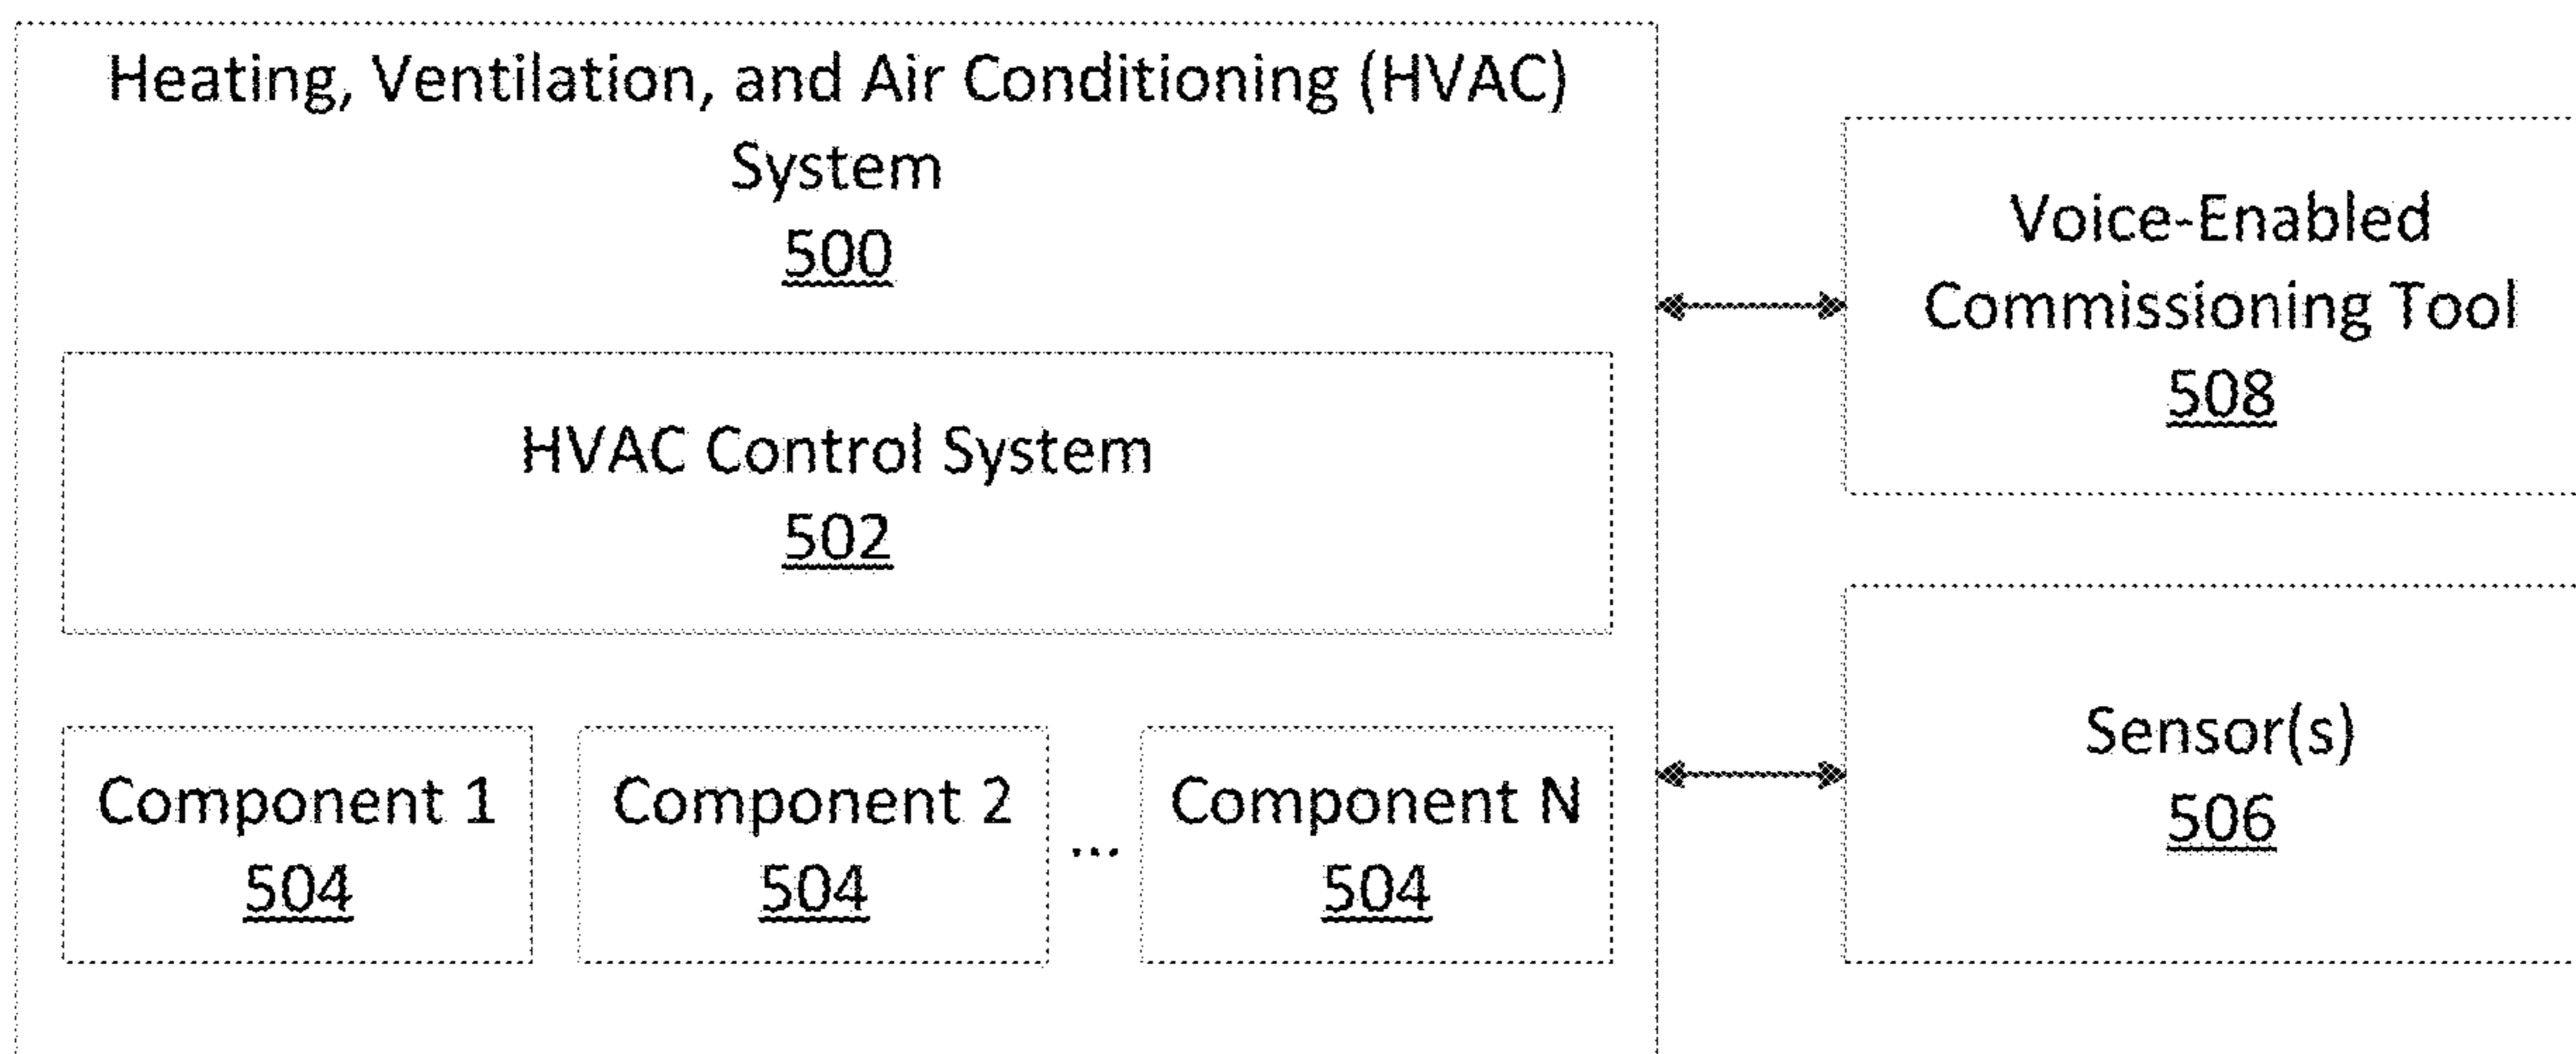 Heating, Ventilation, and Air Conditioning (HVAC)
System
500
HVAC Control System
502
Component 1
504
Component 2
504
...
Component N
504
Voice-Enabled
Commissioning Tool
508
Sensor(s)
506